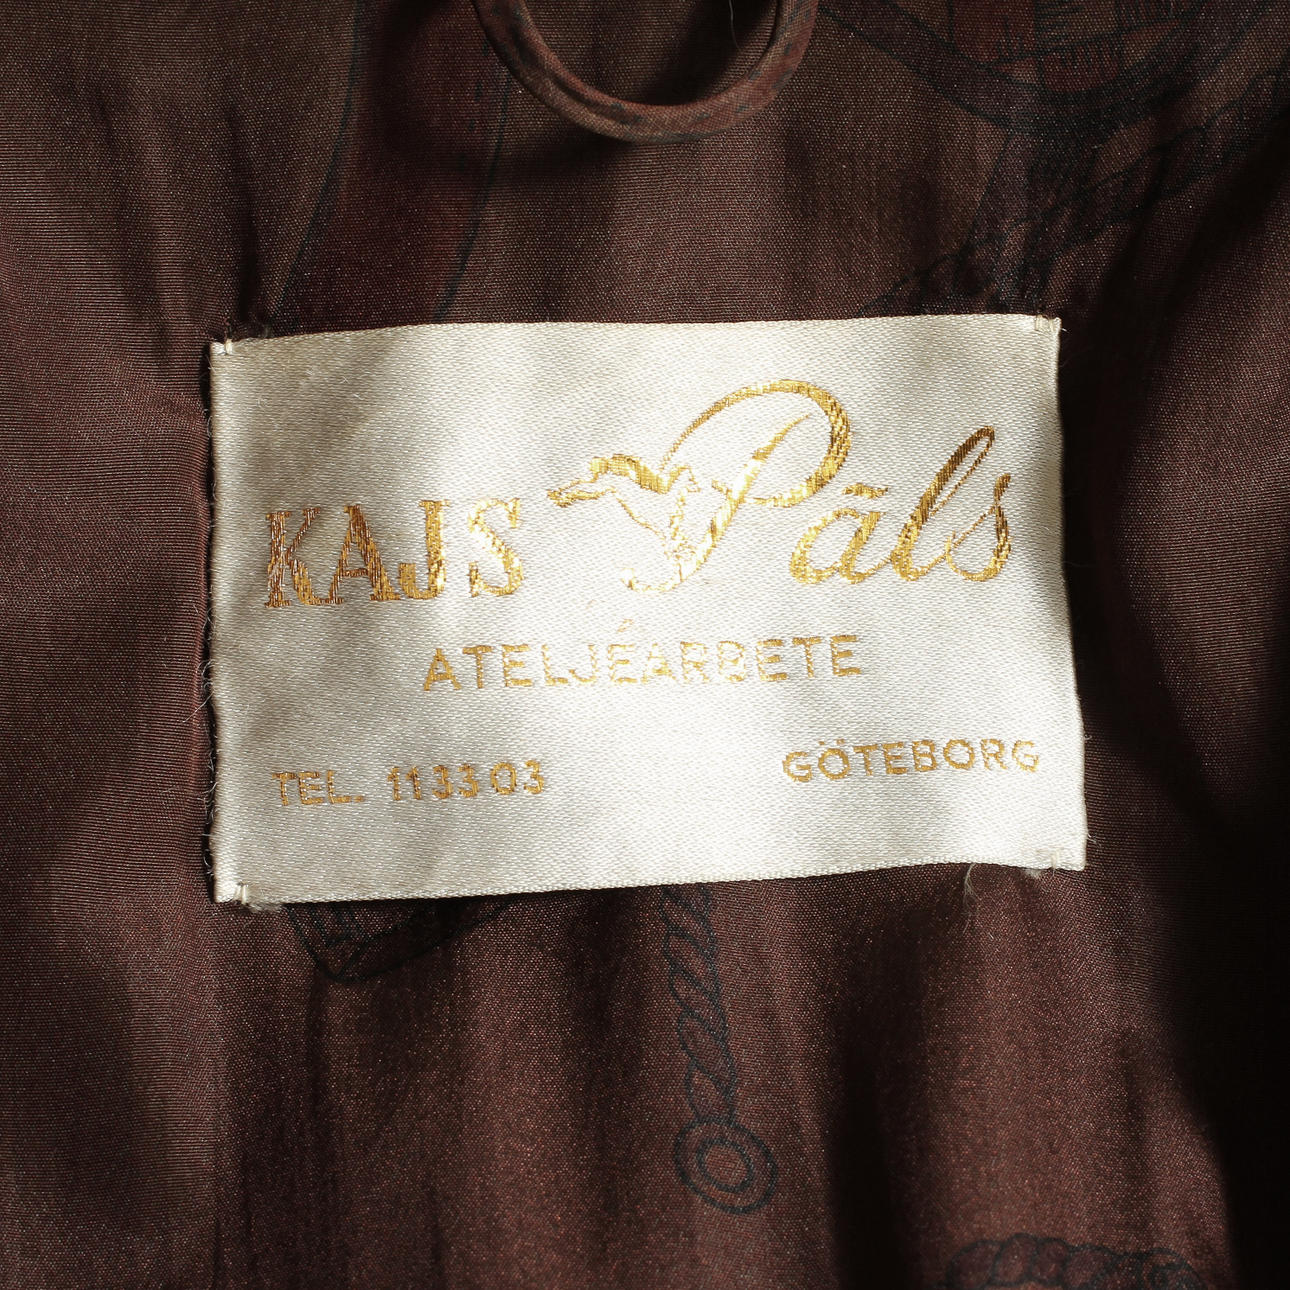 KAJS Päls
ATELJÉARBETE
TEL. 113303 GÖTEBORG